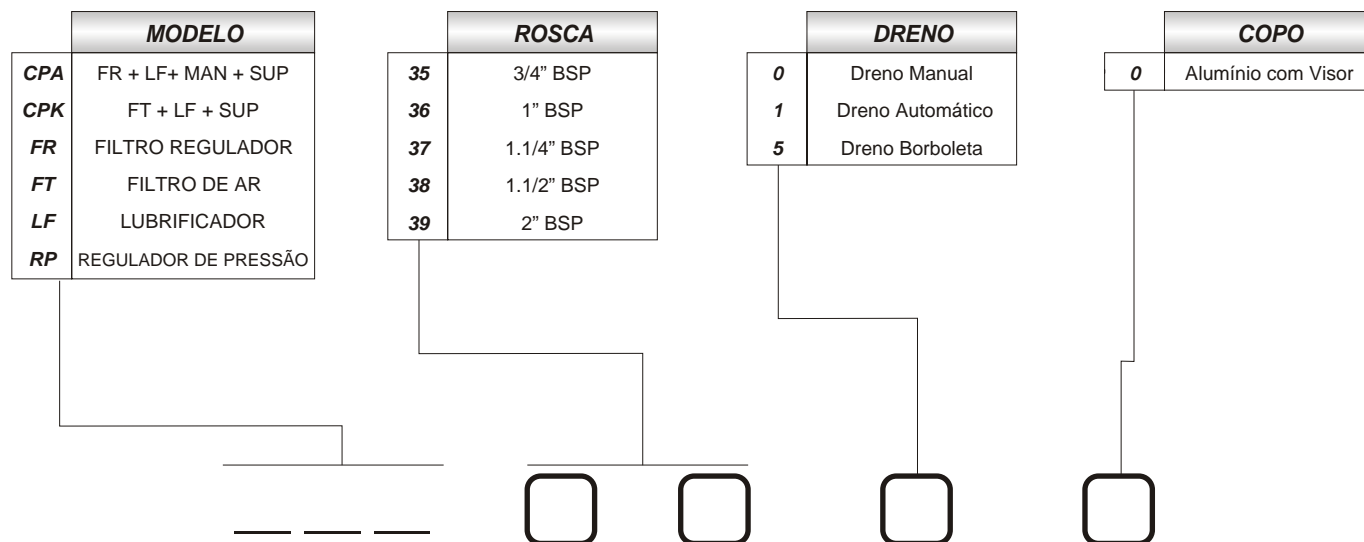 MODELO
CPA FR + LF+ MAN + SUP
CPK FT + LF + SUP
FR FILTRO REGULADOR
FT FILTRO DE AR
LF LUBRIFICADOR
RP REGULADOR DE PRESSÃO
ROSCA
35 3/4” BSP
36 1” BSP
37 1.1/4” BSP
38 1.1/2” BSP
39 2” BSP
DRENO
0 Dreno Manual
1 Dreno Automático
5 Dreno Borboleta
COPO
0 Alumínio com Visor